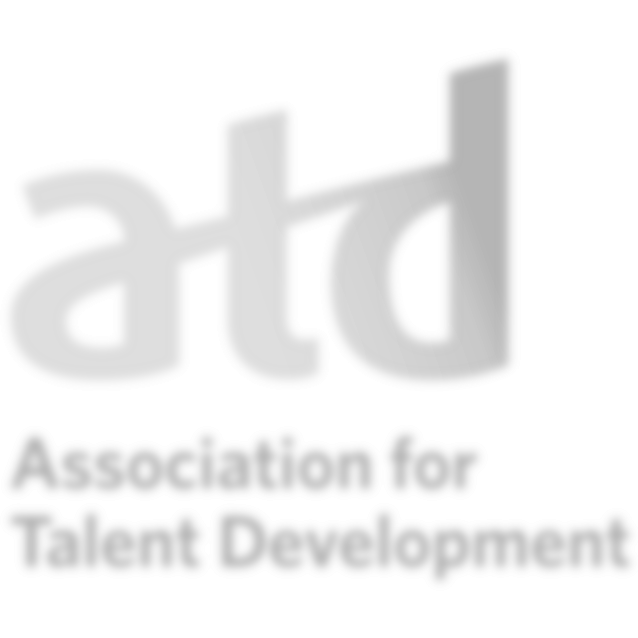 atd
Association for
Talent Development